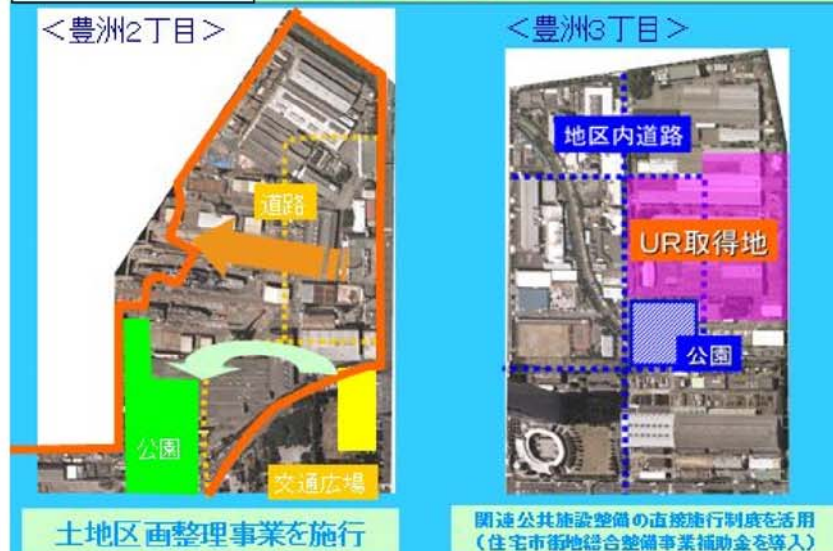 ＜豊洲2丁目＞
道路
公園
交通広場
土地区画整理事業を施行
＜豊洲3丁目＞
地区内道路
UR取得地
公園
関連公共施設整備の直接施行制度を活用
（住宅市街地総合整備事業補助金を導入）